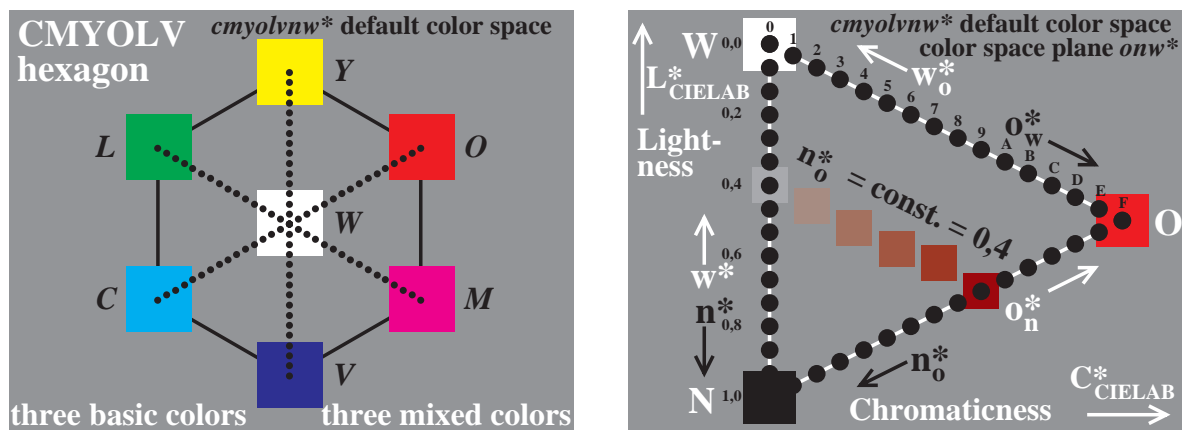 CMYOLV
hexagon
cmyolvnw* default color space
Y
L
O
W
C
M
V
three basic colors
three mixed colors
cmyolvnw* default color space
color space plane onw*
W
L*CIELAB
Light-
ness
0,0
0,2
0,4
0,6
0,8
1,0
0
1
2
3
4
5
6
7
8
9
A
B
C
D
E
F
w*o
o*w
n*o = const. = 0,4
O
w*
n*
o*n
n*o
N
Chromaticness
C*CIELAB